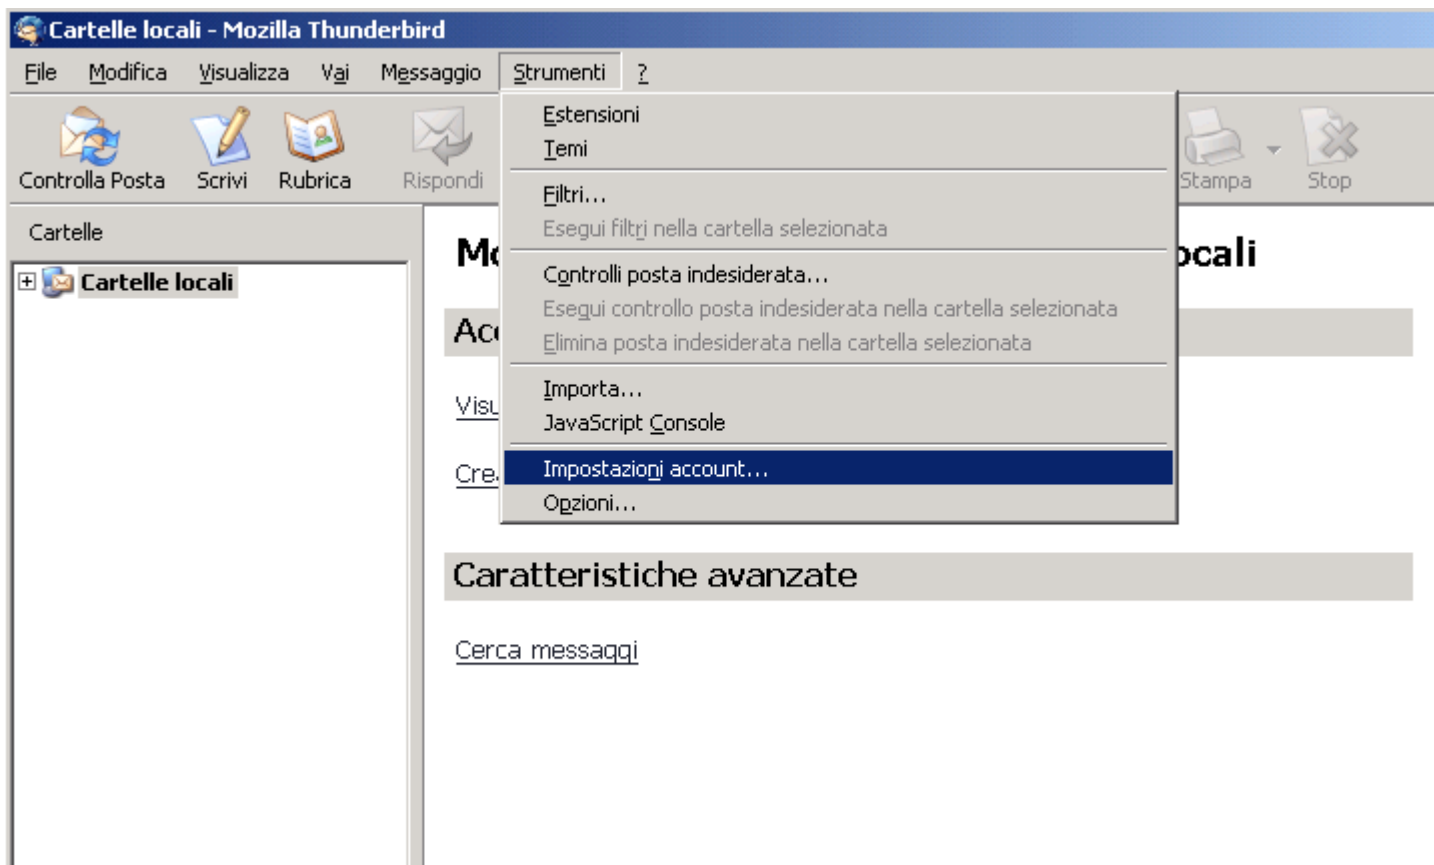 Cartelle locali - Mozilla Thunderbird
File Modifica Visualizza Vai Messaggio Strumenti ?
Controlla Posta Scrivi Rubrica Rispondi Stampa Stop
Estensioni
Temi
Filtri...
Esegui filtri nella cartella selezionata
Controlli posta indesiderata...
Esegui controllo posta indesiderata nella cartella selezionata
Elimina posta indesiderata nella cartella selezionata
Importa...
JavaScript Console
Impostazioni account...
Opzioni...
Cartelle
Cartelle locali
Caratteristiche avanzate
Cerca messaggi